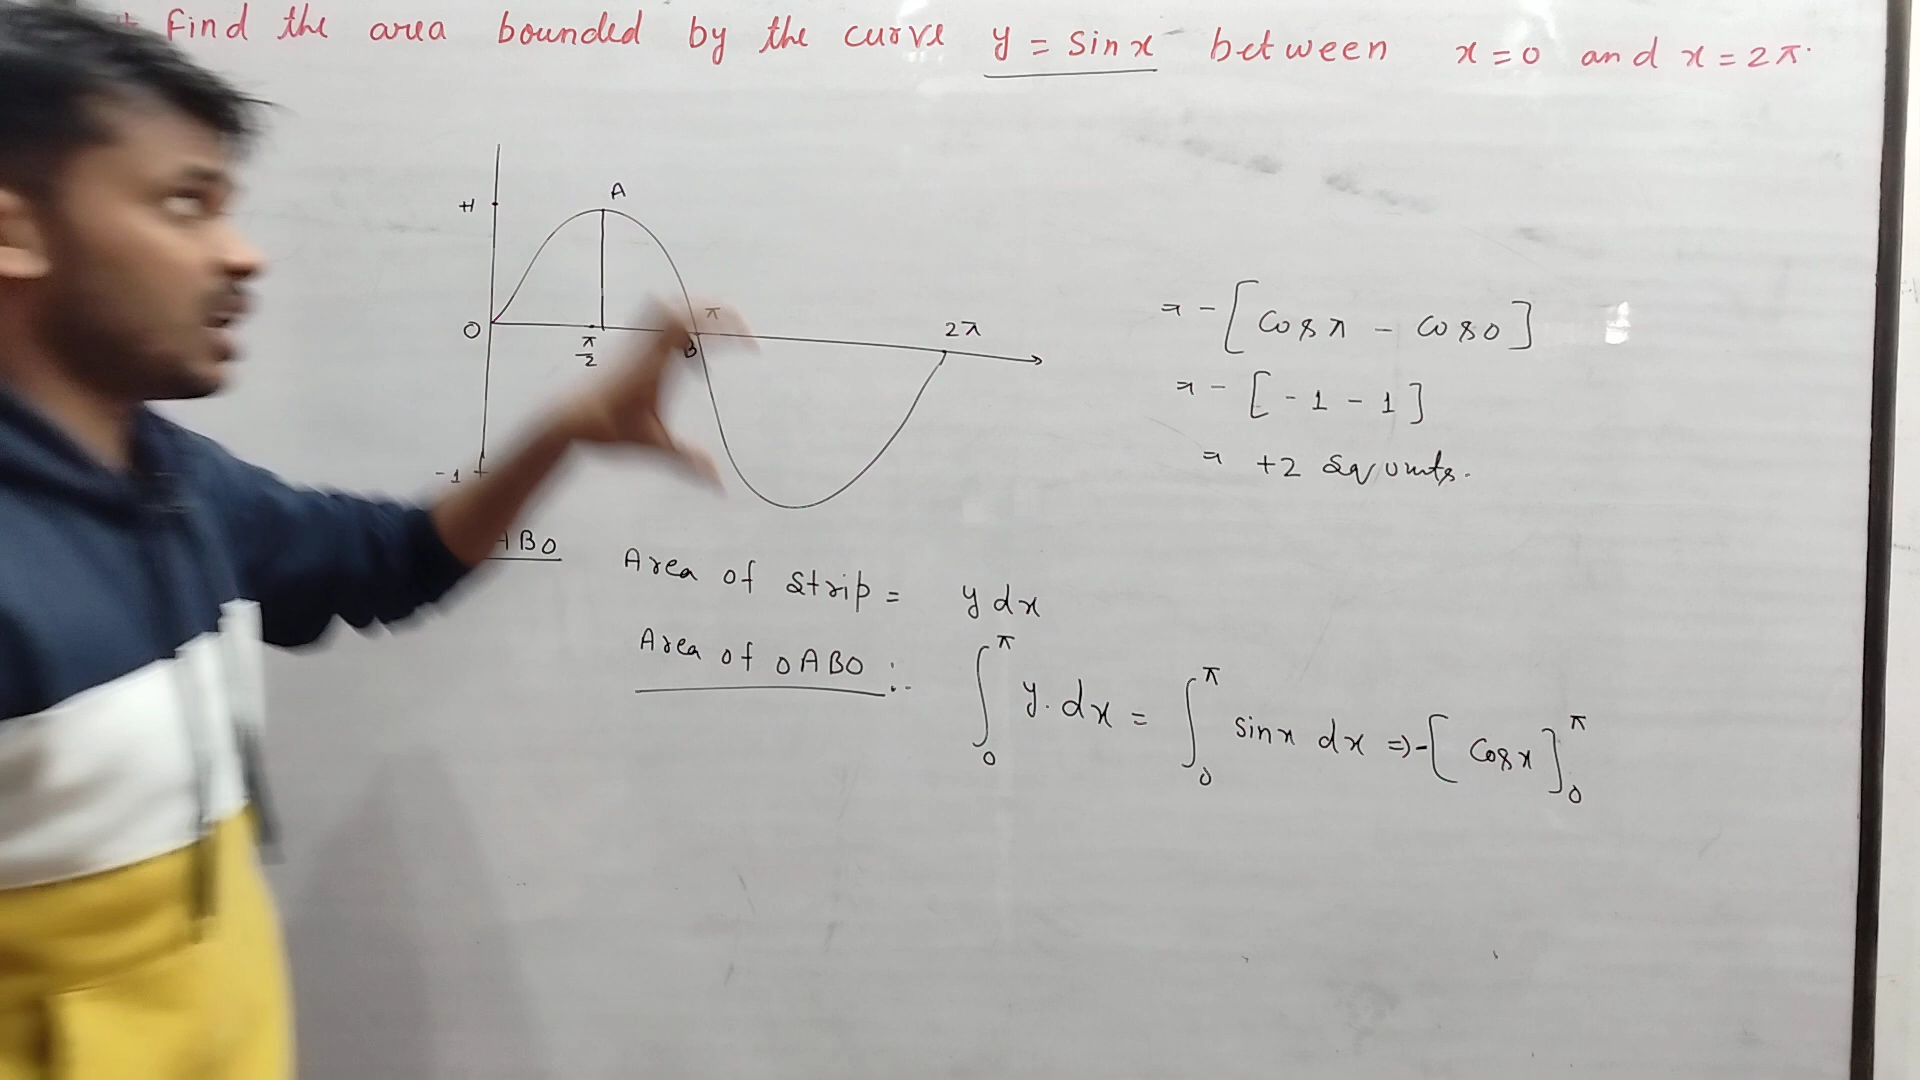 Find the area bounded by the curve y = sin x between x = 0 and x = 2π.
A
+1
O
π/2
π
B
2π
-1
= - [cos π - cos 0]
= - [-1 - 1]
= +2 sq units.
ABO
Area of strip = y dx
Area of OABO :- ∫₀^π y. dx = ∫₀^π sin x dx ⇒ -[cos x]₀^π